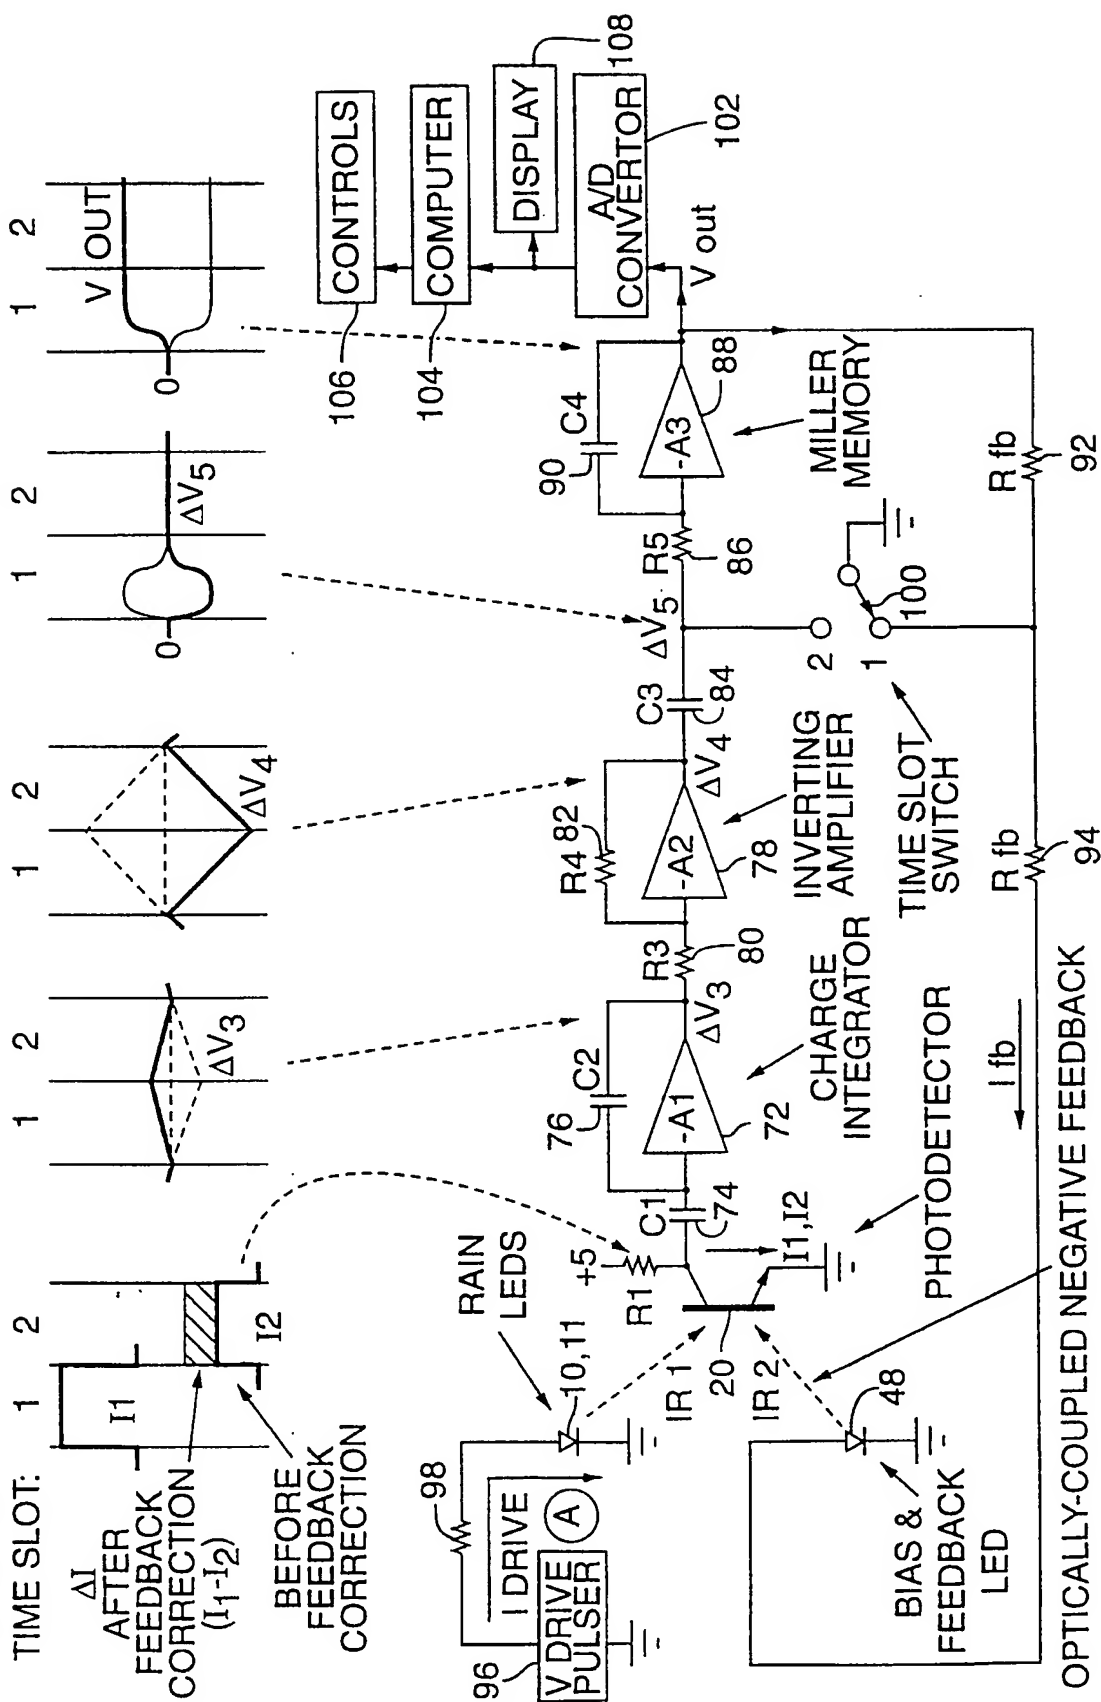 TIME SLOT:
1 2
1 2
1 2
1 2
1 2
ΔI
AFTER
FEEDBACK
CORRECTION
(I₁-I₂)
I1
I2
BEFORE
FEEDBACK
CORRECTION
ΔV₃
ΔV₄
0
ΔV₅
0
V OUT
CONTROLS
106
COMPUTER
104
DISPLAY
108
A/D
CONVERTOR
102
V out
96
V DRIVE
PULSER
98
I DRIVE
A
RAIN
LEDS
10,11
IR 1
20
IR 2
+5
R1
I1,I2
PHOTODETECTOR
C1
74
76 C2
-A1
72
ΔV₃
CHARGE
INTEGRATOR
R3
80
R4
82
-A2
78
ΔV₄
INVERTING
AMPLIFIER
C3
84
ΔV₅
R5
86
90 C4
-A3
88
MILLER
MEMORY
2
1
100
TIME SLOT
SWITCH
R fb
92
R fb
94
I fb
48
BIAS &
FEEDBACK
LED
OPTICALLY-COUPLED NEGATIVE FEEDBACK